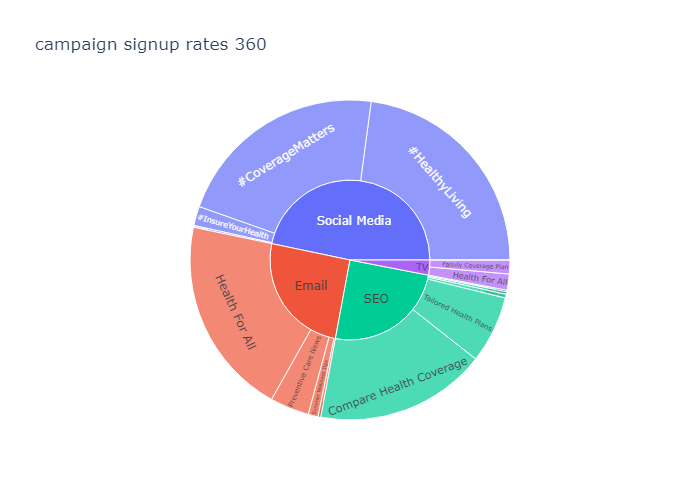 campaign signup rates 360
#CoverageMatters
#HealthyLiving
#InsureYourHealth
Social Media
TV
Family Coverage Plan
Health For All
Email
SEO
Health For All
Tailored Health Plans
Preventive Care News
Compare Health Coverage